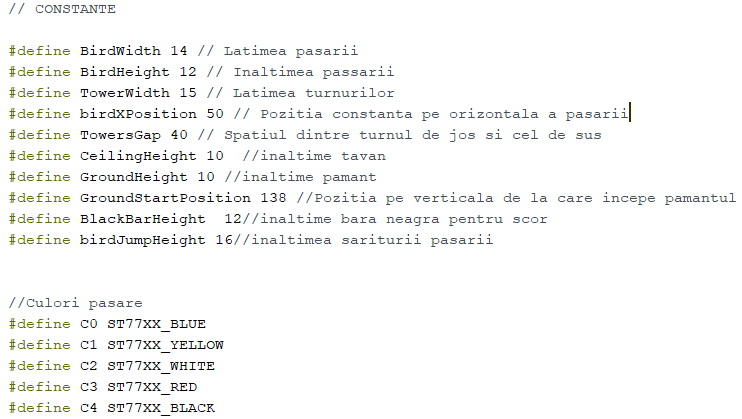 // CONSTANTE
#define BirdWidth 14 // Latimea pasarii
#define BirdHeight 12 // Inaltimea passarii
#define TowerWidth 15 // Latimea turnurilor
#define birdXPosition 50 // Pozitia constanta pe orizontala a pasarii
#define TowersGap 40 // Spatiul dintre turnul de jos si cel de sus
#define CeilingHeight 10  //inaltime tavan
#define GroundHeight 10 //inaltime pamant
#define GroundStartPosition 138 //Pozitia pe verticala de la care incepe pamantul
#define BlackBarHeight  12//inaltime bara neagra pentru scor
#define birdJumpHeight 16//inaltimea sariturii pasarii
//Culori pasare
#define C0 ST77XX_BLUE
#define C1 ST77XX_YELLOW
#define C2 ST77XX_WHITE
#define C3 ST77XX_RED
#define C4 ST77XX_BLACK